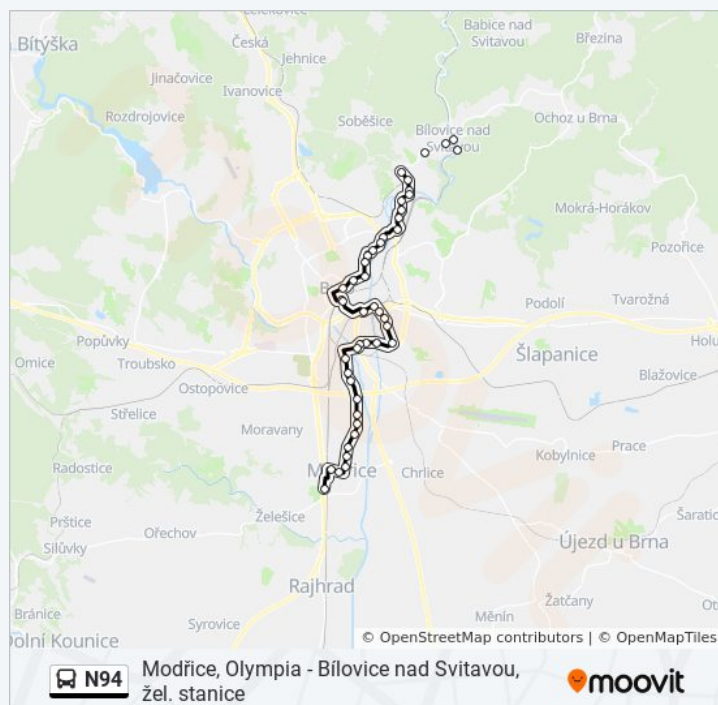 Lelekovice
Bítýška
Česká
Babice nad
Svitavou
Březina
Jehnice
Jinačovice
Ivanovice
Rozdrojovice
Soběšice
Bílovice nad
Svitavou
Ochoz u Brna
Mokrá-Horákov
Pozořice
Podolí
Tvarožná
Popůvky
Holu
Omice
Troubsko
Šlapanice
Blažovice
Ostopovice
Střelice
Moravany
Prace
Kobylnice
Radostice
Modřice
Chrlice
Prštice
Ořechov
Želešice
Šaratic
Silůvky
Újezd u Brna
Rajhrad
Žatčany
Bránice
Syrovice
Měnín
Dolní Kounice
© OpenStreetMap contributors | © OpenMapTiles
N94
Modřice, Olympia - Bílovice nad Svitavou,
žel. stanice
moovit